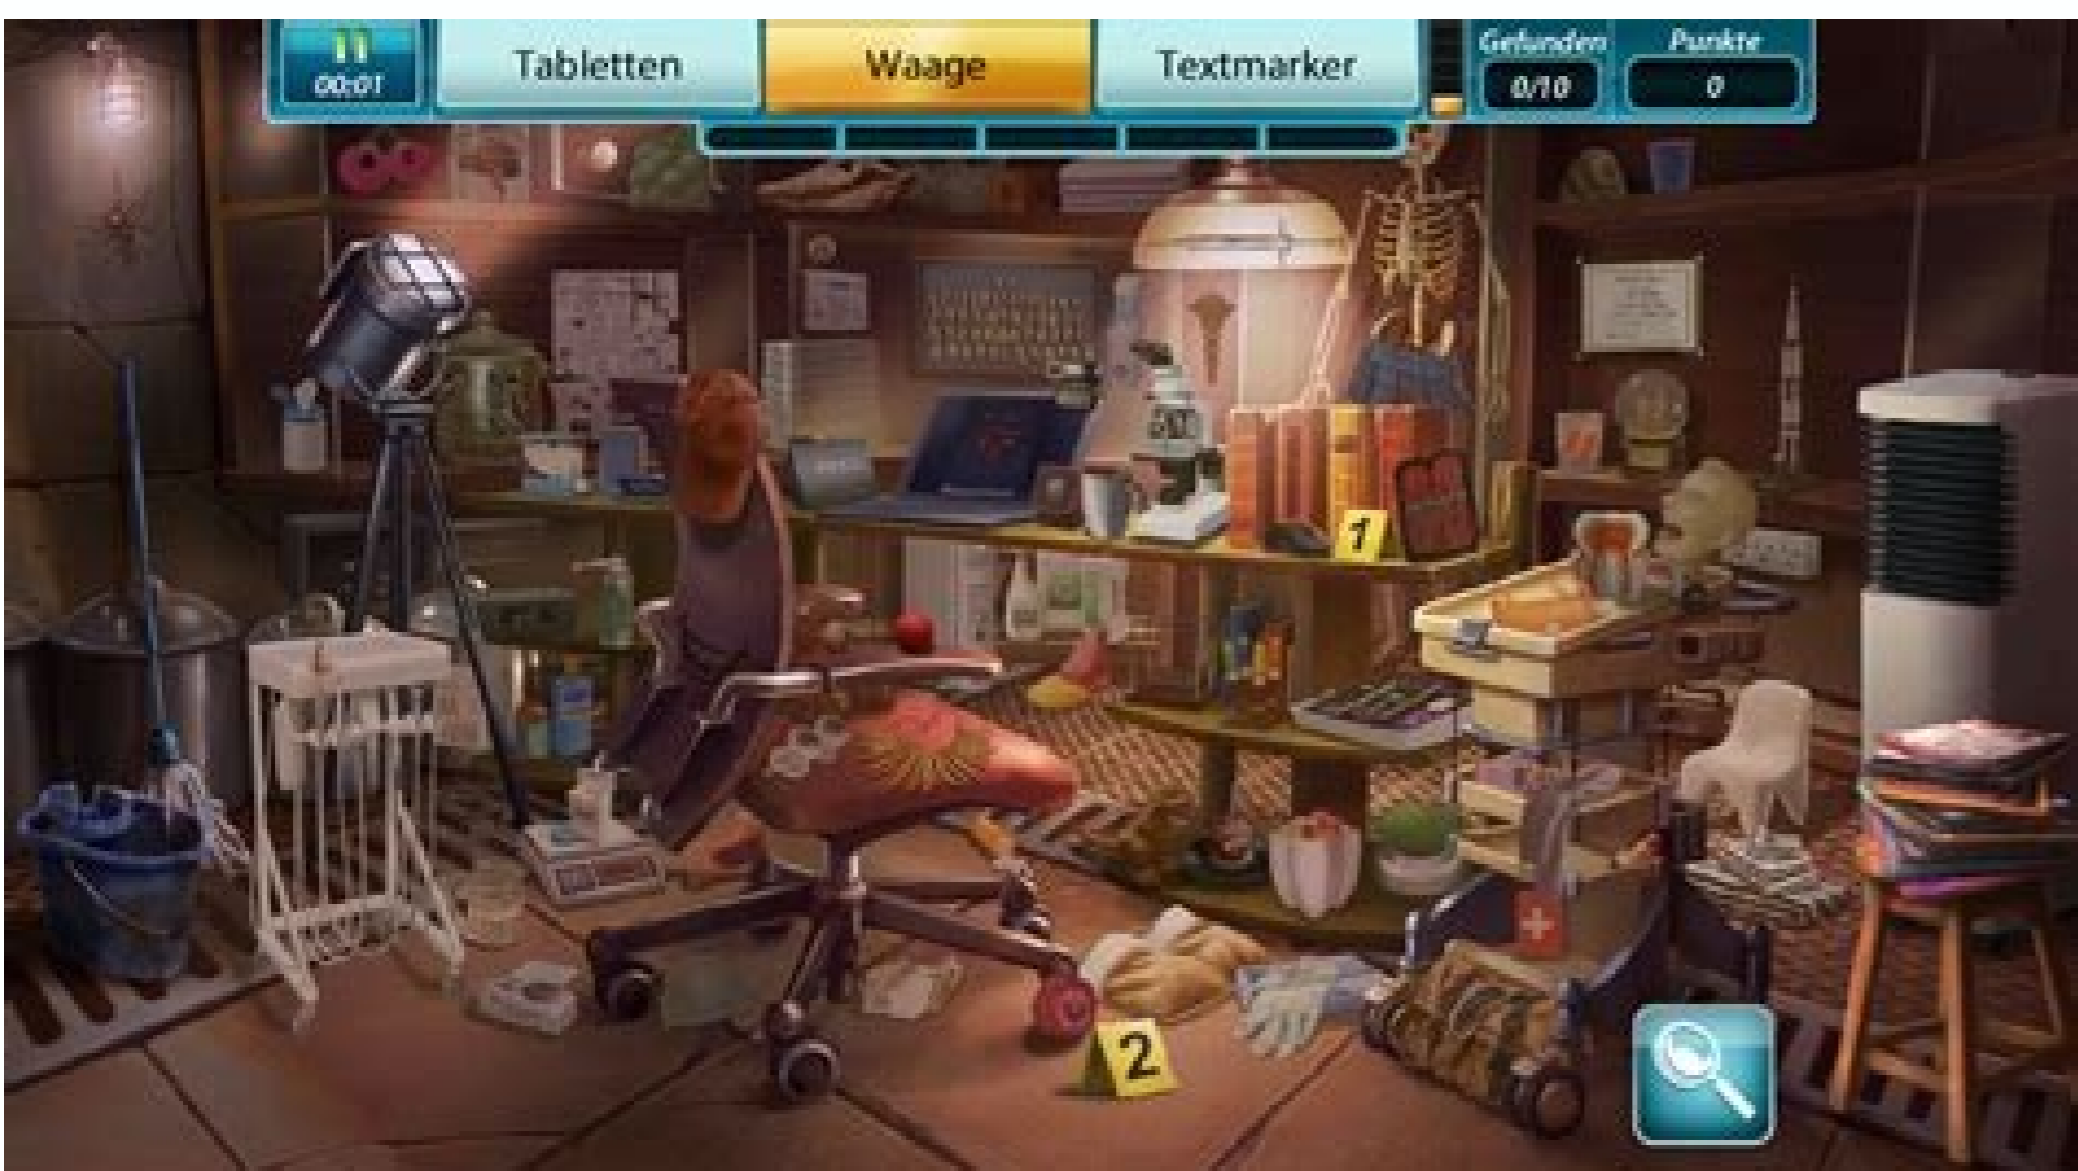 Tabletten
Waage
Textmarker
Gefunden
Punkte
00:01
0/10
0
1
2